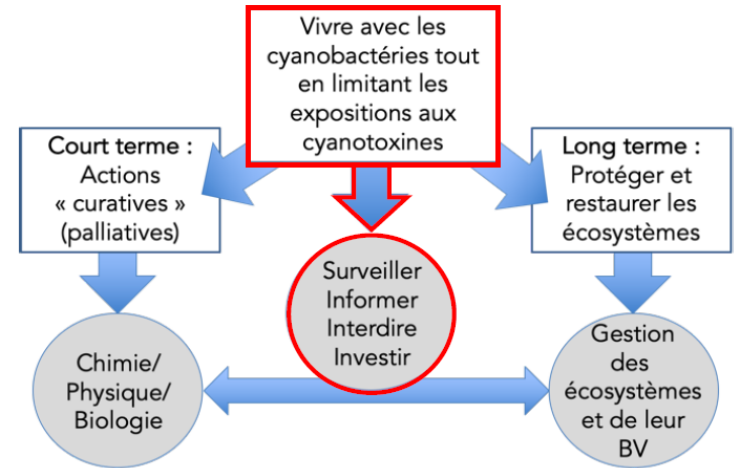 Vivre avec les
cyanobactéries tout
en limitant les
expositions aux
cyanotoxines
Court terme :
Actions
« curatives »
(palliatives)
Long terme :
Protéger et
restaurer les
écosystèmes
Surveiller
Informer
Interdire
Investir
Chimie/
Physique/
Biologie
Gestion
des
écosystèmes
et de leur
BV